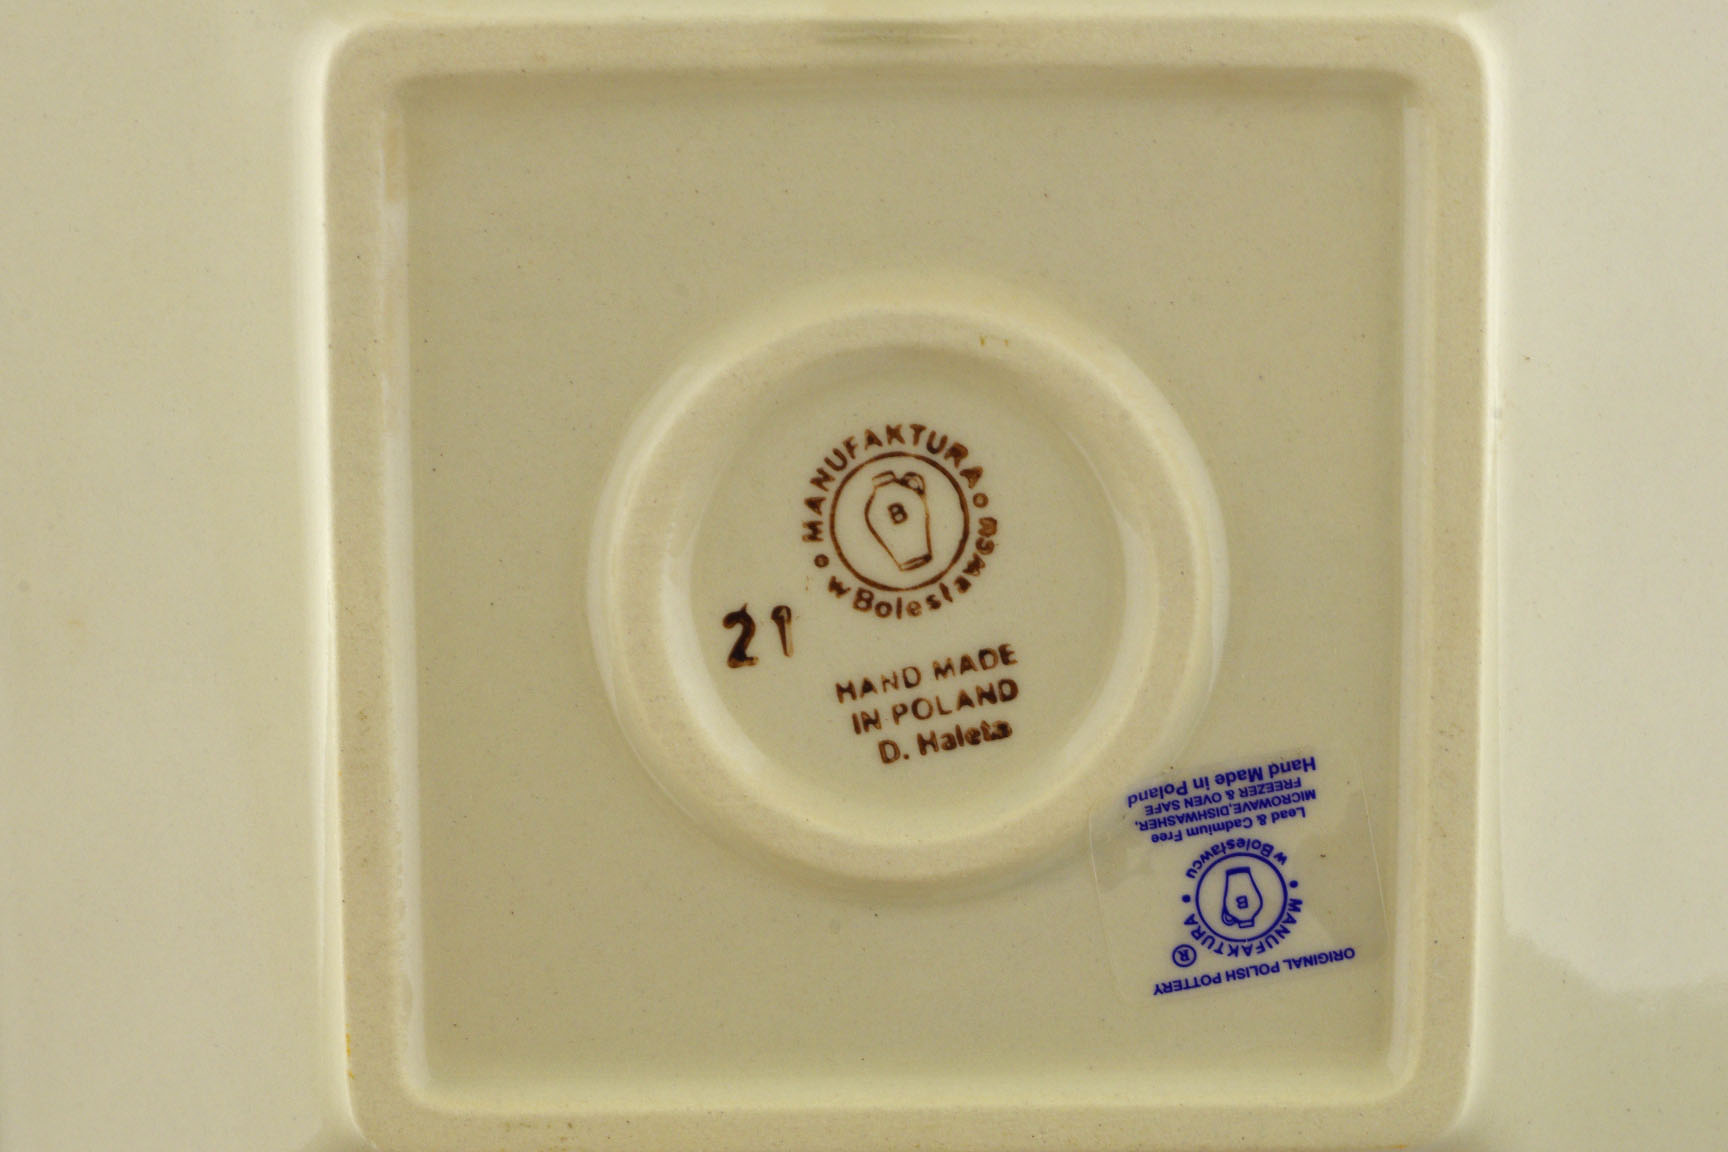 MANUFAKTURA
w Bolesławcu
B
21
HAND MADE
IN POLAND
D. Haleta
ORIGINAL POLISH POTTERY
®
MANUFAKTURA
w Bolesławcu
B
Lead & Cadmium Free
MICROWAVE,DISHWASHER,
FREEZER & OVEN SAFE
Hand Made in Poland